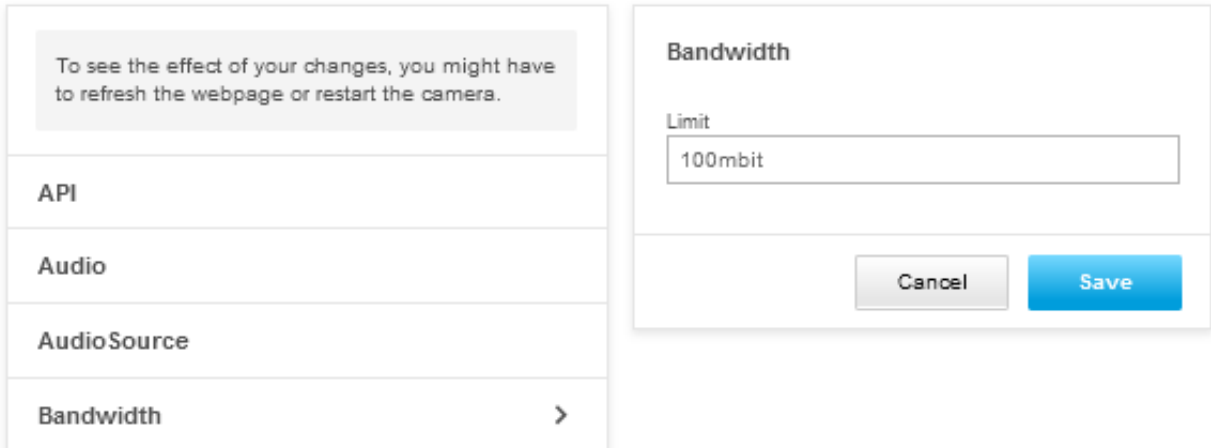 To see the effect of your changes, you might have
to refresh the webpage or restart the camera.
API
Audio
AudioSource
Bandwidth
Bandwidth
Limit
100mbit
Cancel
Save